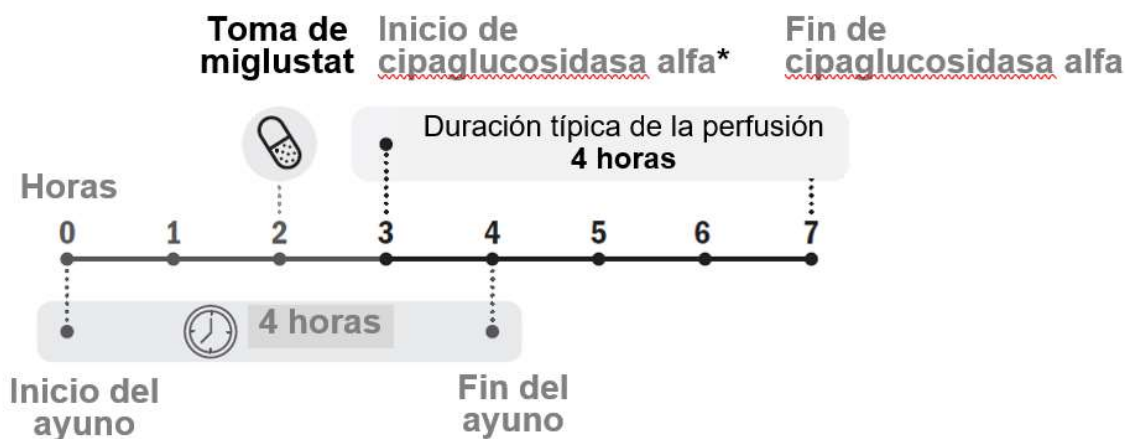 Toma de
miglustat
Inicio de
cipaglucosidasa alfa*
Fin de
cipaglucosidasa alfa
Duración típica de la perfusión
4 horas
Horas
0 1 2 3 4 5 6 7
4 horas
Inicio del
ayuno
Fin del
ayuno